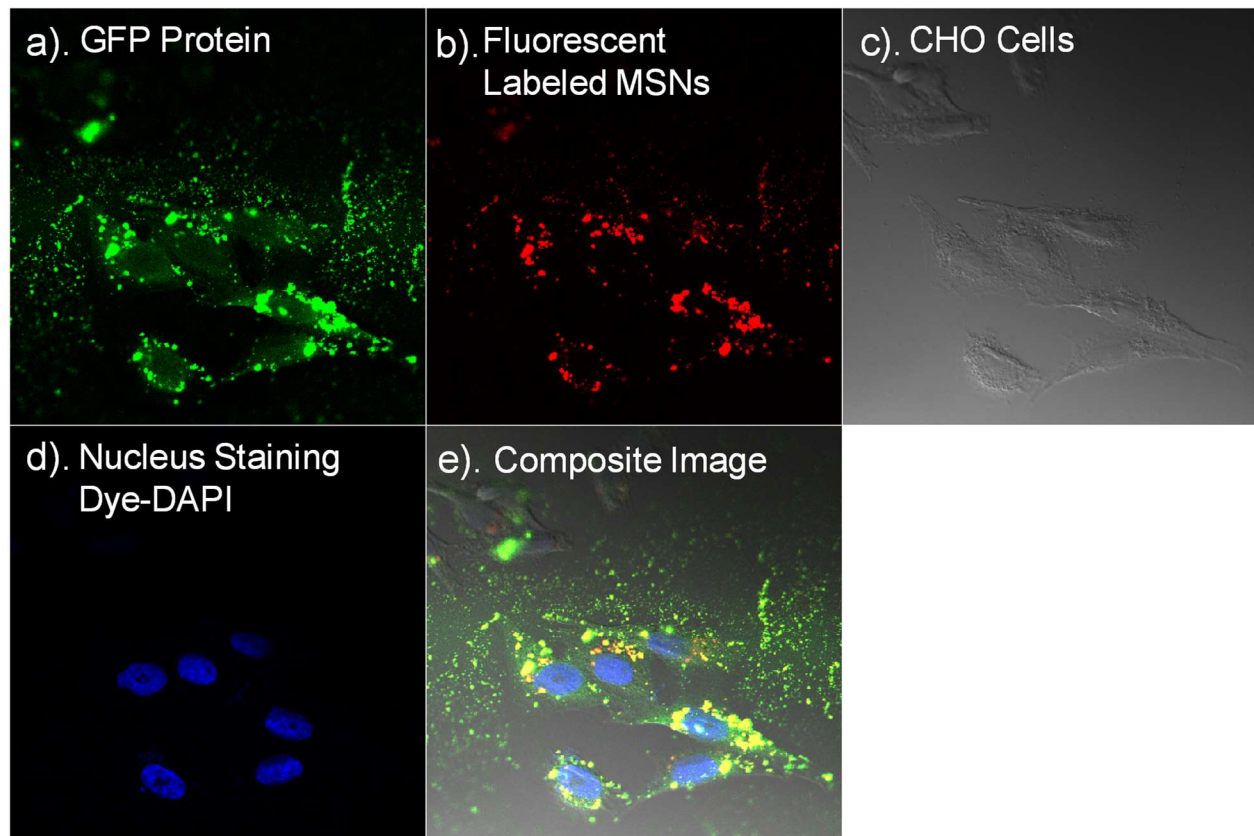 a). GFP Protein
b). Fluorescent
Labeled MSNs
c). CHO Cells
d). Nucleus Staining
Dye-DAPI
e). Composite Image